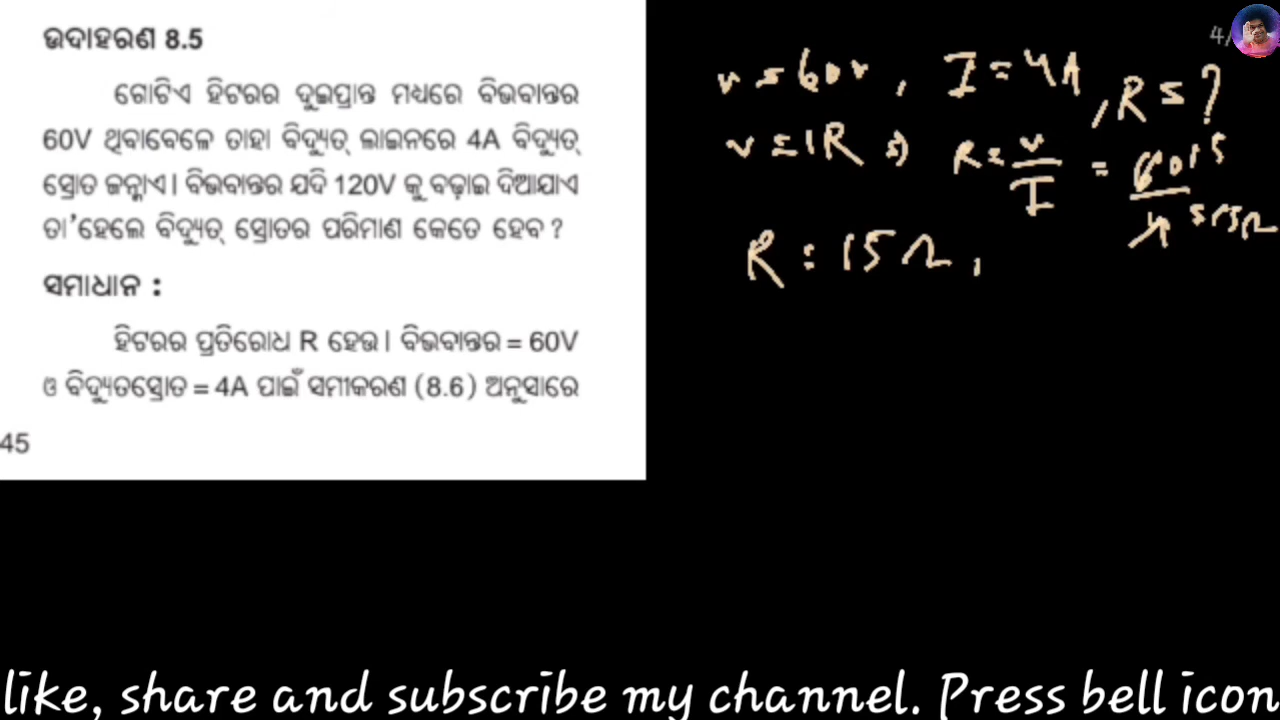 ଉଦାହରଣ 8.5
ଗୋଟିଏ ହିଟରର ଦୁଇପ୍ରାନ୍ତ ମଧ୍ୟରେ ବିଭବାନ୍ତର
60V ଥିବାବେଳେ ତାହା ବିଦ୍ୟୁତ୍ ଲାଇନରେ 4A ବିଦ୍ୟୁତ୍
ସ୍ରୋତ ଜନ୍ମାଏ। ବିଭବାନ୍ତର ଯଦି 120V କୁ ବଢ଼ାଇ ଦିଆଯାଏ
ତା'ହେଲେ ବିଦ୍ୟୁତ୍ ସ୍ରୋତର ପରିମାଣ କେତେ ହେବ ?
ସମାଧାନ :
ହିଟରର ପ୍ରତିରୋଧ R ହେଉ। ବିଭବାନ୍ତର = 60V
ଓ ବିଦ୍ୟୁତସ୍ରୋତ = 4A ପାଇଁ ସମୀକରଣ (8.6) ଅନୁସାରେ
45
4/
v = 60v, I = 4A, R = ?
v = IR ⇒ R = v/I = 60/4 15 = 15Ω
R = 15Ω,
like, share and subscribe my channel. Press bell icon